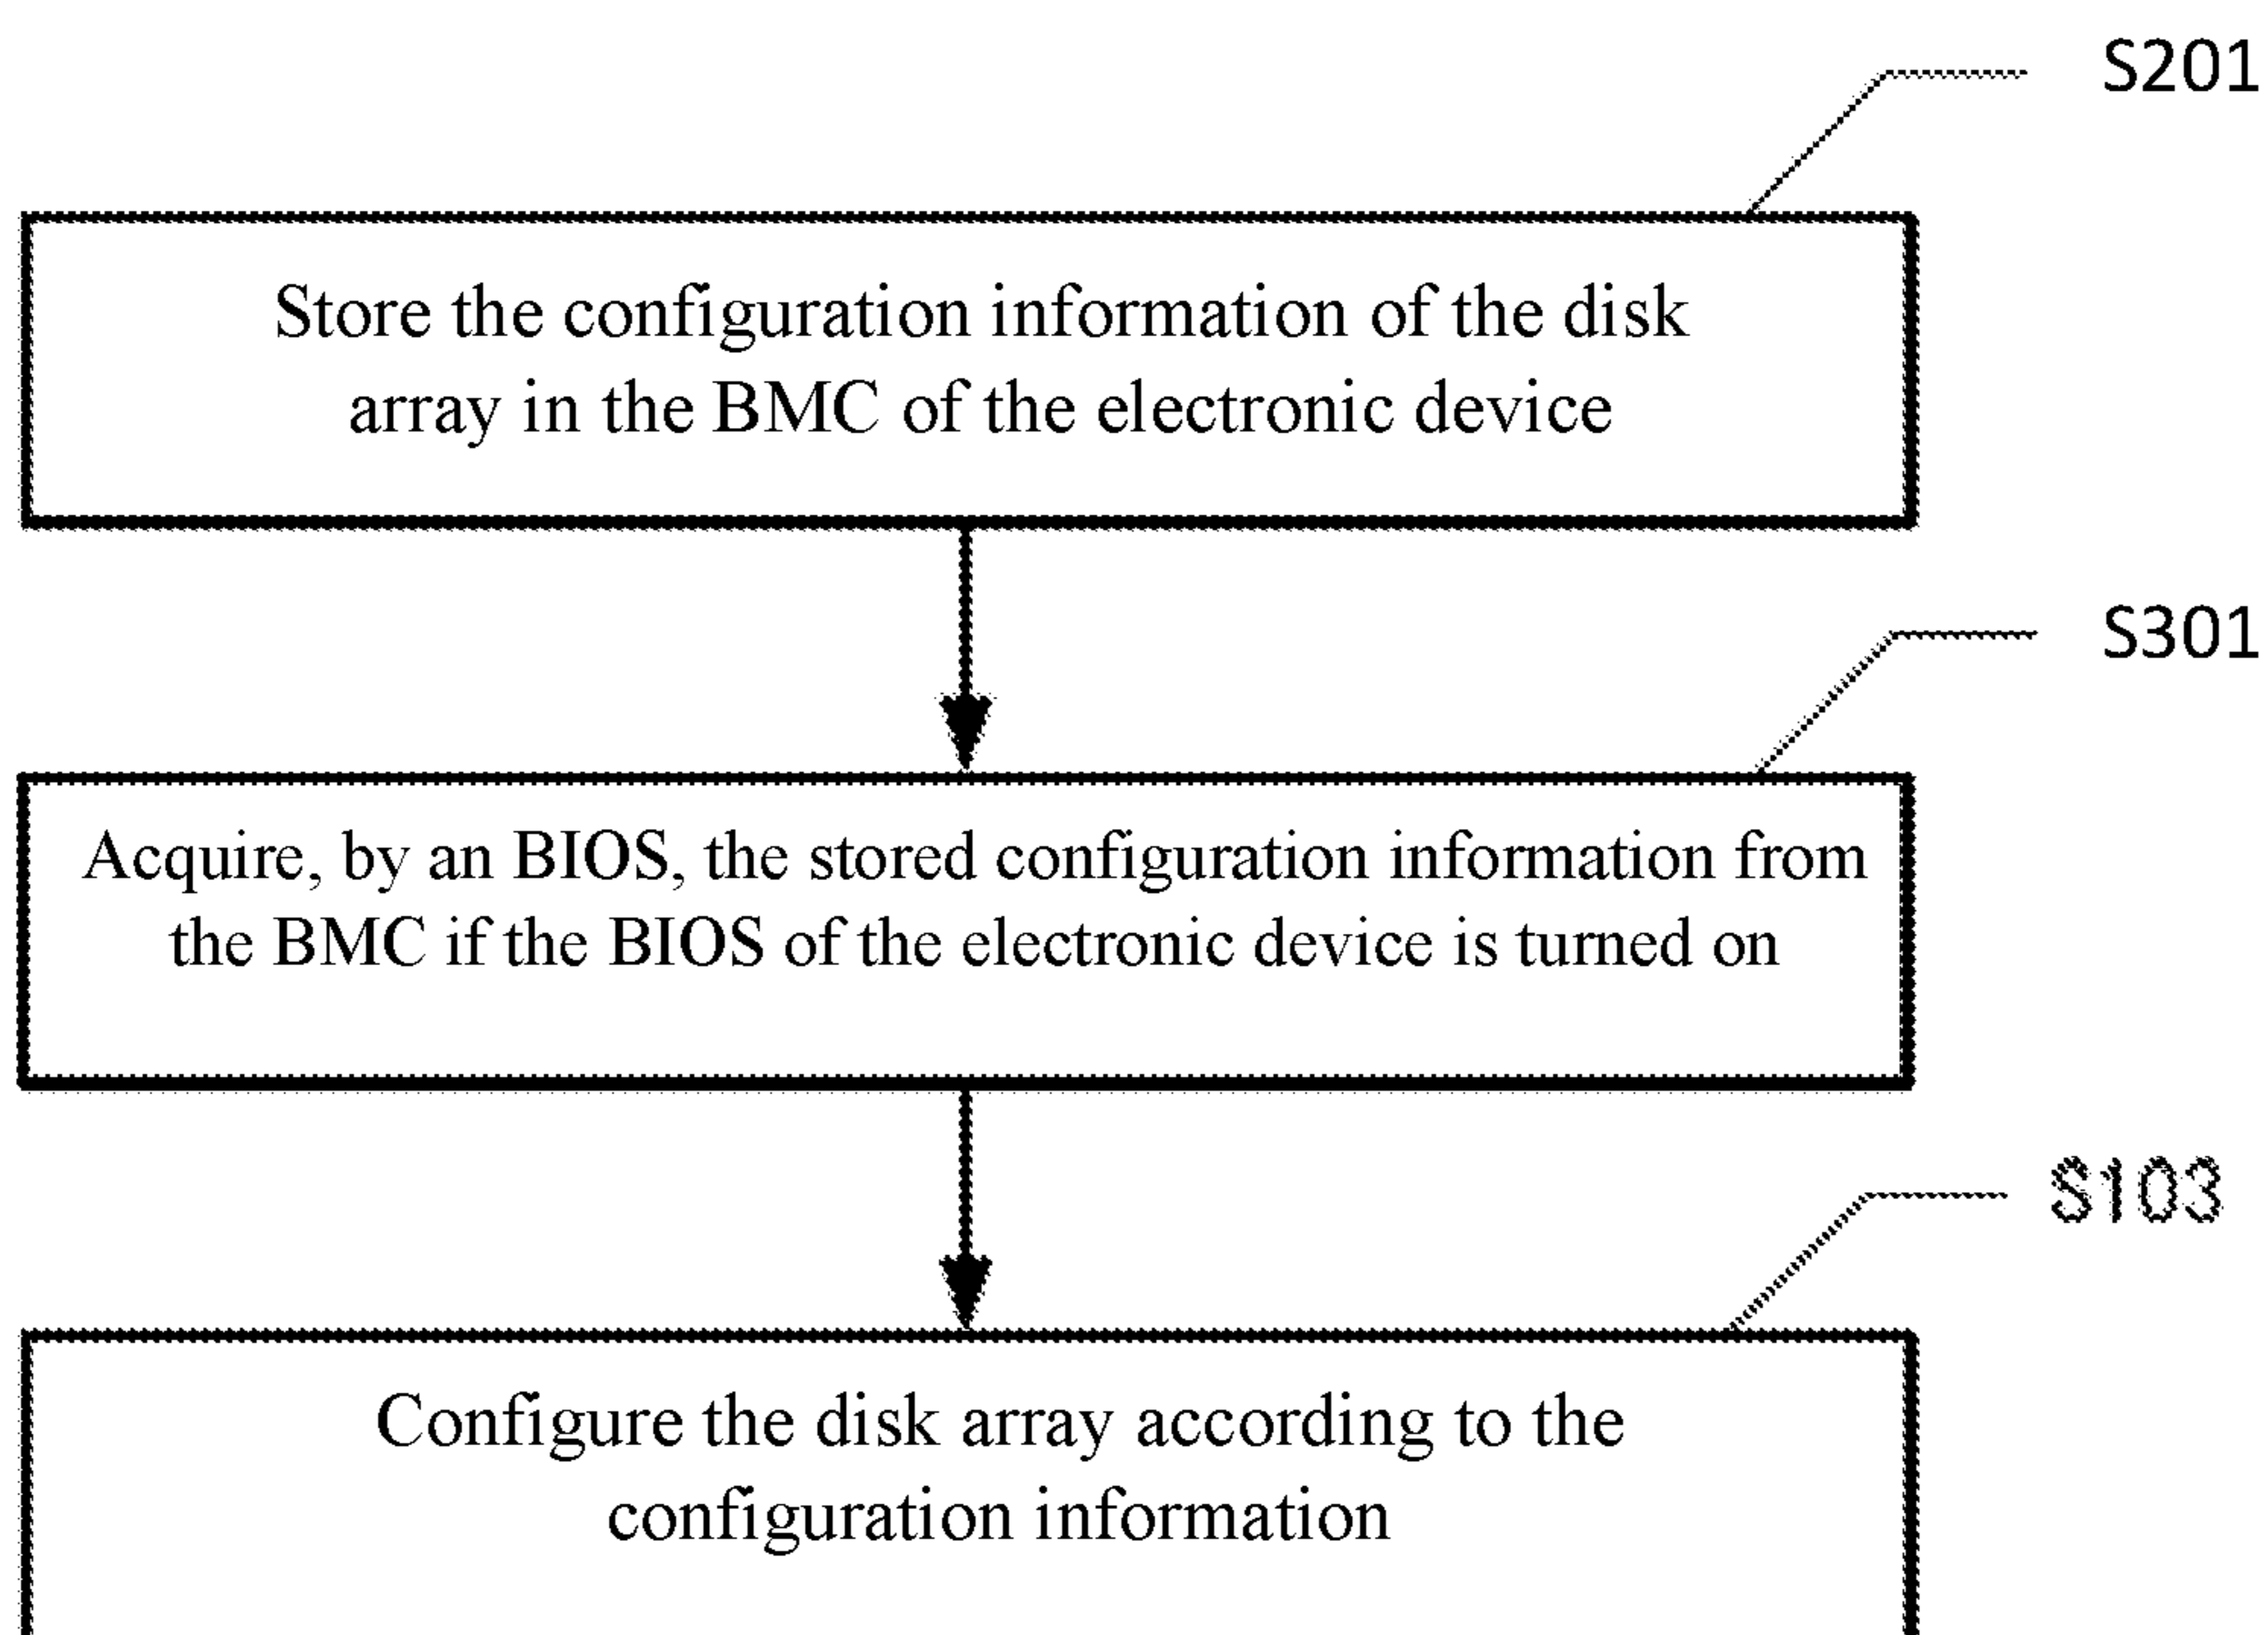 S201
Store the configuration information of the disk
array in the BMC of the electronic device
S301
Acquire, by an BIOS, the stored configuration information from
the BMC if the BIOS of the electronic device is turned on
S103
Configure the disk array according to the
configuration information